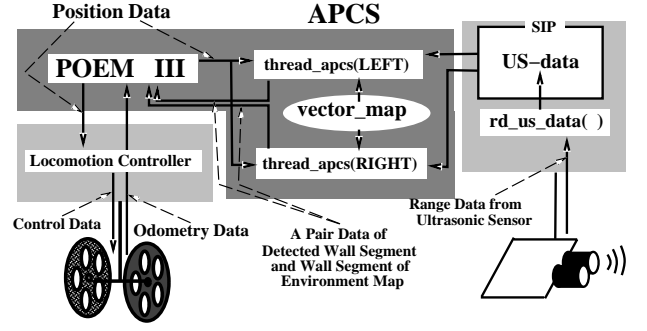 Position Data
APCS
SIP
POEM III
thread_apcs(LEFT)
US-data
vector_map
rd_us_data( )
Locomotion Controller
thread_apcs(RIGHT)
Control Data
Odometry Data
A Pair Data of
Detected Wall Segment
and Wall Segment of
Environment Map
Range Data from
Ultrasonic Sensor